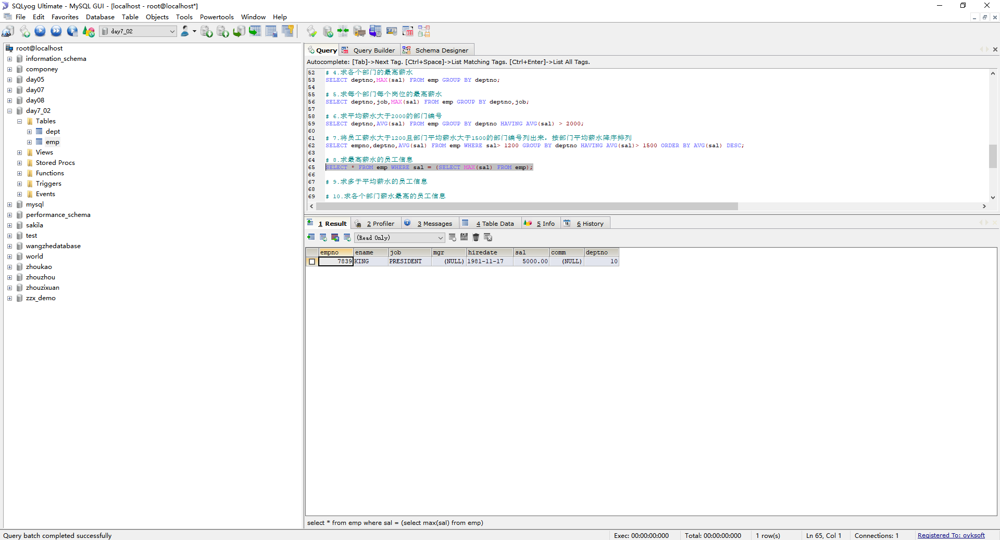 SQLyog Ultimate - MySQL GUI - [localhost - root@localhost*]
File Edit Favorites Database Table Objects Tools Powertools Window Help
day7_02
root@localhost
information_schema
componey
day05
day07
day08
day7_02
Tables
dept
emp
Views
Stored Procs
Functions
Triggers
Events
mysql
performance_schema
sakila
test
wangzhedatabase
world
zhoukao
zhouzhou
zhouzixuan
zzx_demo
Query Query Builder Schema Designer
Autocomplete: [Tab]->Next Tag. [Ctrl+Space]->List Matching Tags. [Ctrl+Enter]->List All Tags.
52 # 4.求各个部门的最高薪水
53 SELECT deptno,MAX(sal) FROM emp GROUP BY deptno;
54
55 # 5.求每个部门每个岗位的最高薪水
56 SELECT deptno,job,MAX(sal) FROM emp GROUP BY deptno,job;
57
58 # 6.求平均薪水大于2000的部门编号
59 SELECT deptno,AVG(sal) FROM emp GROUP BY deptno HAVING AVG(sal) > 2000;
60
61 # 7.将员工薪水大于1200且部门平均薪水大于1500的部门编号列出来，按部门平均薪水降序排列
62 SELECT empno,deptno,AVG(sal) FROM emp WHERE sal> 1200 GROUP BY deptno HAVING AVG(sal)> 1500 ORDER BY AVG(sal) DESC;
63
64 # 8.求最高薪水的员工信息
65 SELECT * FROM emp WHERE sal = (SELECT MAX(sal) FROM emp);
66
67 # 9.求多于平均薪水的员工信息
68
69 # 10.求各个部门薪水最高的员工信息
1 Result 2 Profiler 3 Messages 4 Table Data 5 Info 6 History
(Read Only)
empno ename job mgr hiredate sal comm deptno
7839 KING PRESIDENT (NULL) 1981-11-17 5000.00 (NULL) 10
select * from emp where sal = (select max(sal) from emp)
Query batch completed successfully Exec: 00:00:00:000 Total: 00:00:00:000 1 row(s) Ln 65, Col 1 Connections: 1 Registered To: ovksoft